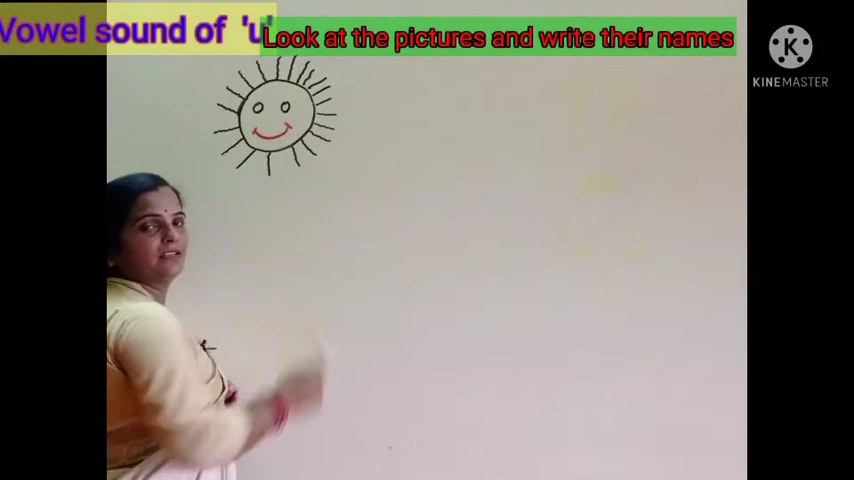 Vowel sound of 'u'
Look at the pictures and write their names
K
KINEMASTER